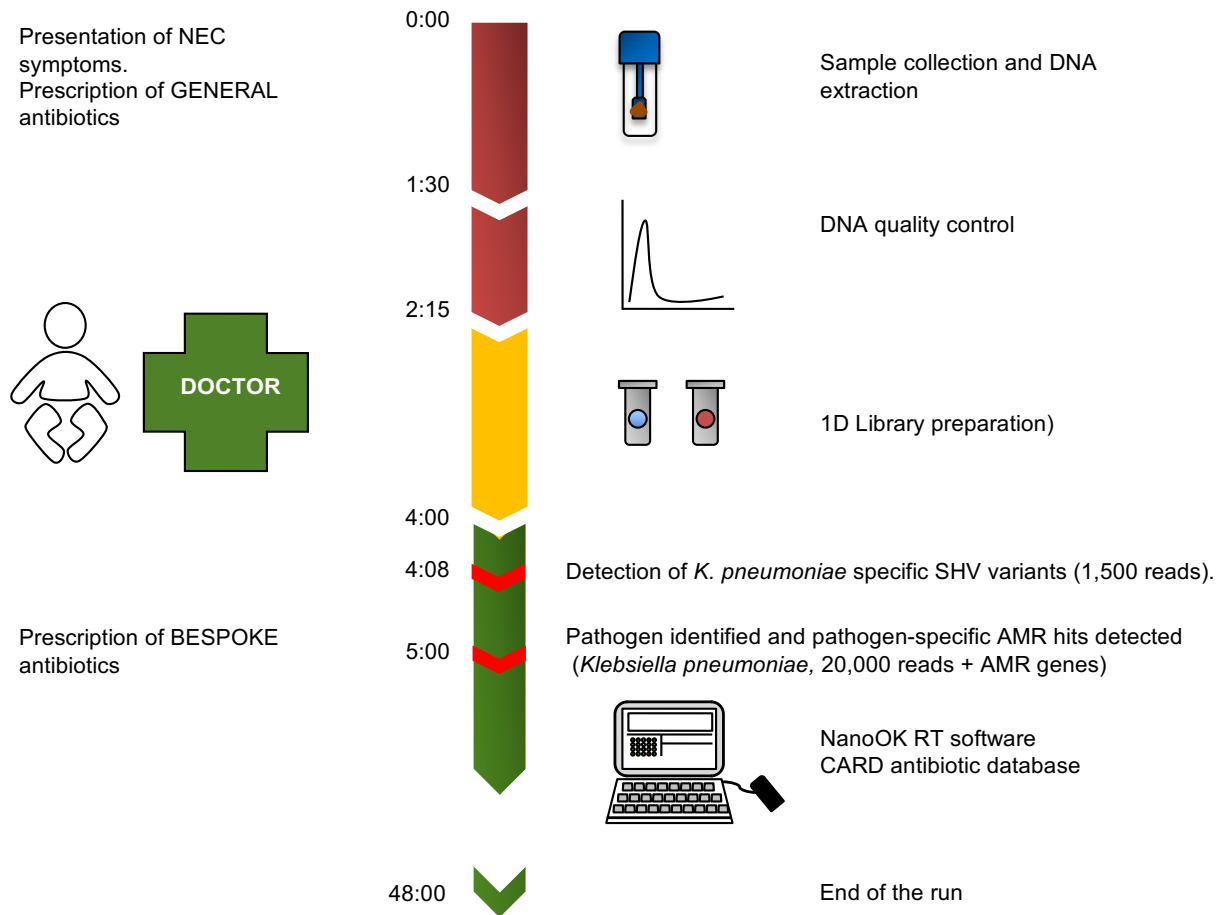 0:00
Presentation of NEC
symptoms.
Prescription of GENERAL
antibiotics
Sample collection and DNA
extraction
1:30
DNA quality control
2:15
DOCTOR
1D Library preparation)
4:00
4:08
Detection of K. pneumoniae specific SHV variants (1,500 reads).
Prescription of BESPOKE
antibiotics
5:00
Pathogen identified and pathogen-specific AMR hits detected
(Klebsiella pneumoniae, 20,000 reads + AMR genes)
NanoOK RT software
CARD antibiotic database
48:00
End of the run